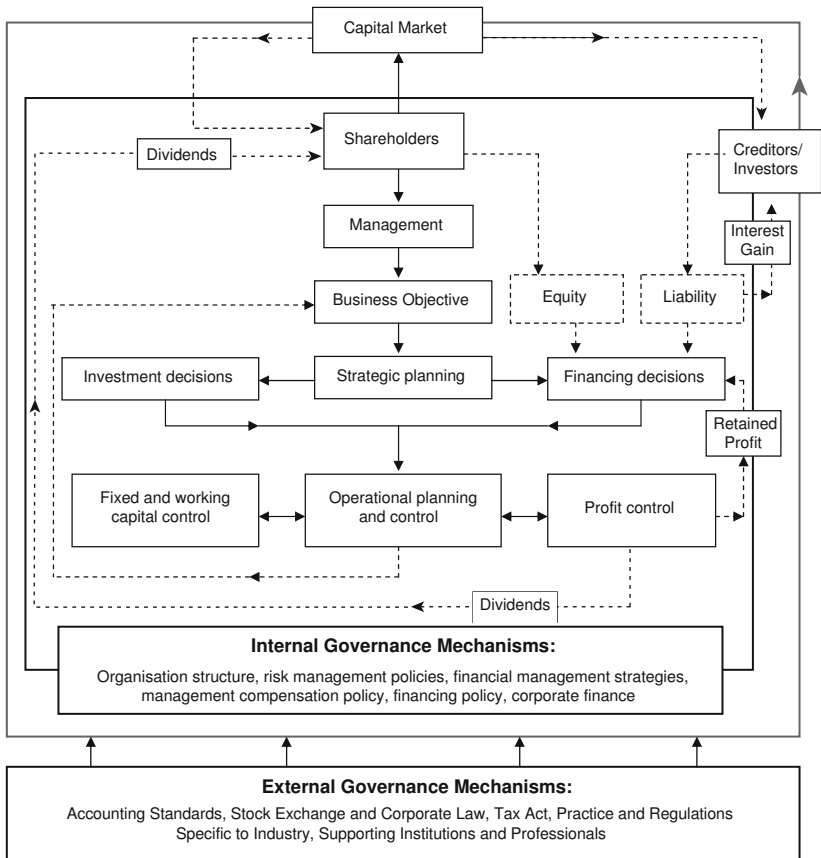 Capital Market
Shareholders
Dividends
Creditors/
Investors
Management
Interest
Gain
Business Objective
Equity
Liability
Investment decisions
Strategic planning
Financing decisions
Retained
Profit
Fixed and working
capital control
Operational planning
and control
Profit control
Dividends
Internal Governance Mechanisms:
Organisation structure, risk management policies, financial management strategies,
management compensation policy, financing policy, corporate finance
External Governance Mechanisms:
Accounting Standards, Stock Exchange and Corporate Law, Tax Act, Practice and Regulations
Specific to Industry, Supporting Institutions and Professionals